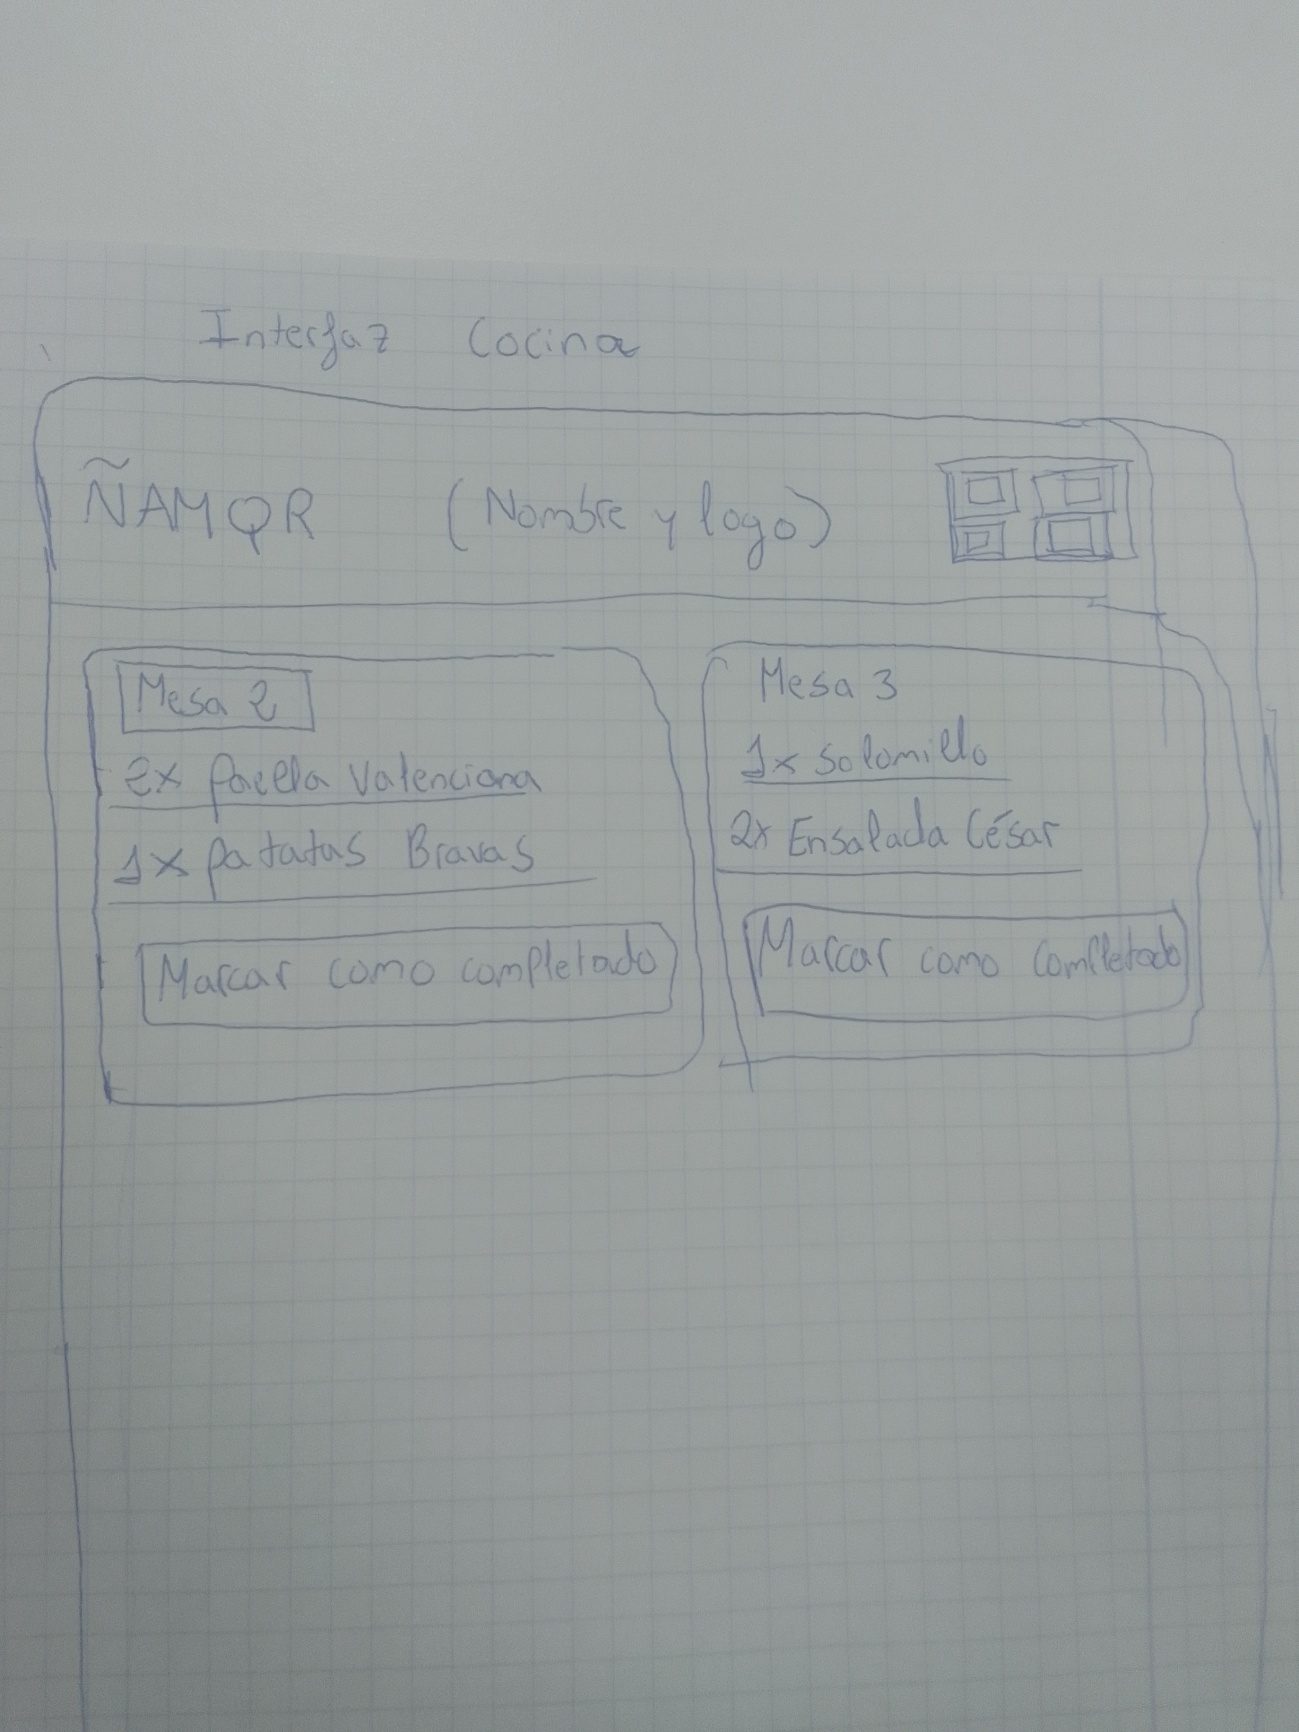 Interfaz Cocina
ÑAMQR (Nombre y logo)
Mesa 2
2x paella Valenciana
1x patatas Bravas
Marcar como completado
Mesa 3
1x Solomillo
2x Ensalada César
Marcar como completado